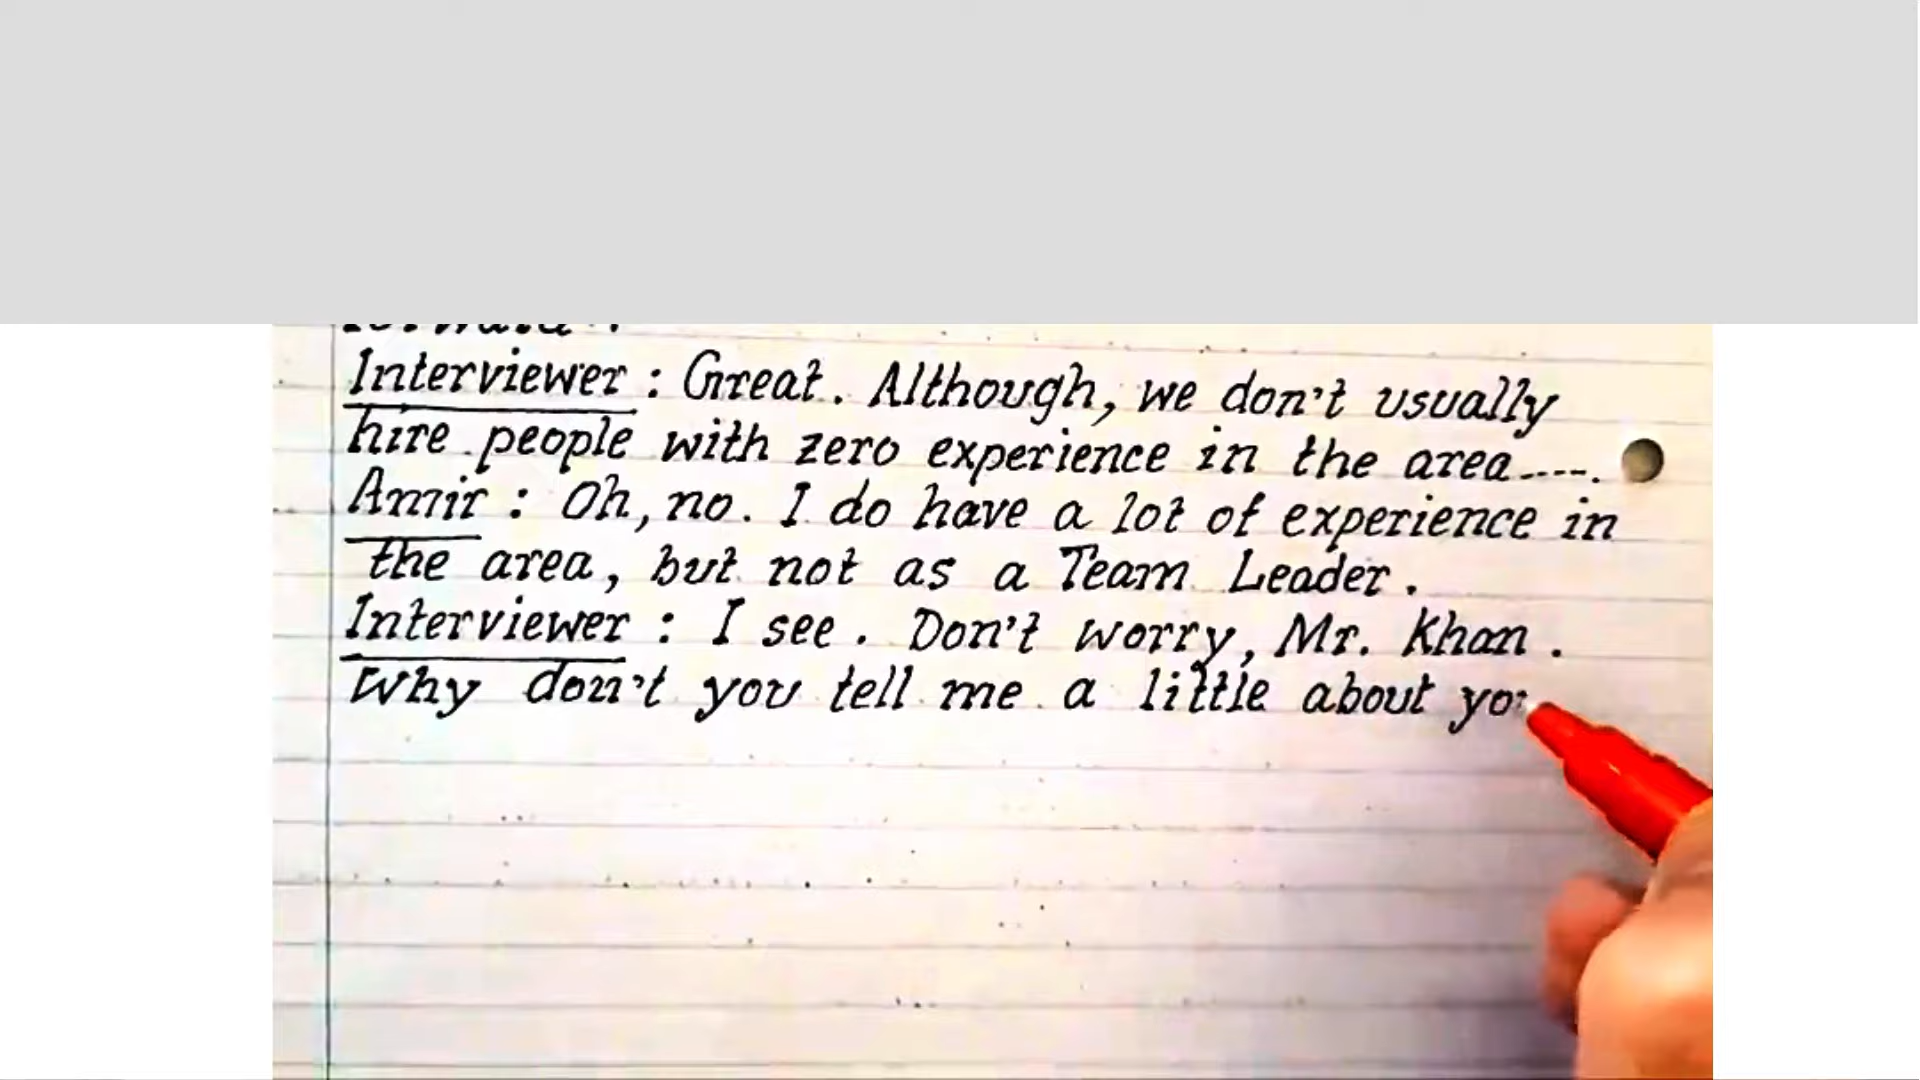 Interviewer : Great. Although, we don't usually
hire people with zero experience in the area----.
Amir : Oh, no. I do have a lot of experience in
the area, but not as a Team Leader.
Interviewer : I see. Don't worry, Mr. Khan.
Why don't you tell me a little about